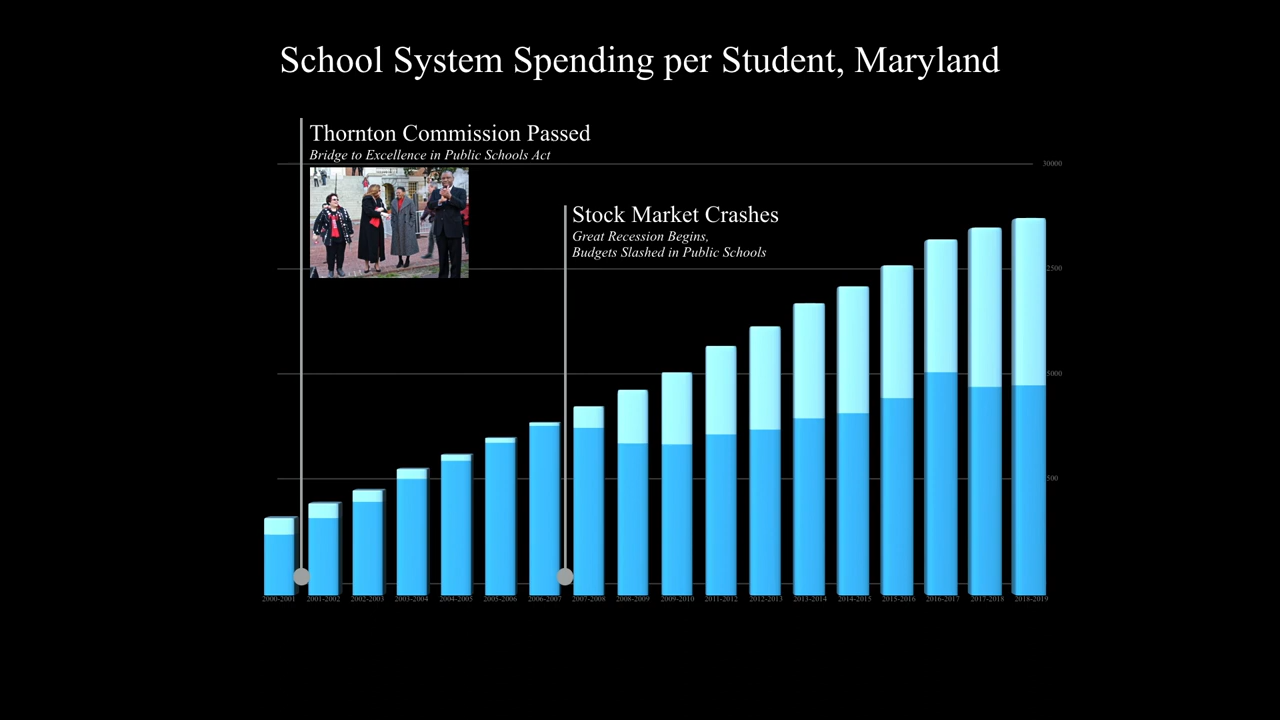 School System Spending per Student, Maryland
Thornton Commission Passed
Bridge to Excellence in Public Schools Act
30000
Stock Market Crashes
Great Recession Begins,
Budgets Slashed in Public Schools
2500
5000
500
2000-2001 2001-2002 2002-2003 2003-2004 2004-2005 2005-2006 2006-2007 2007-2008 2008-2009 2009-2010 2011-2012 2012-2013 2013-2014 2014-2015 2015-2016 2016-2017 2017-2018 2018-2019